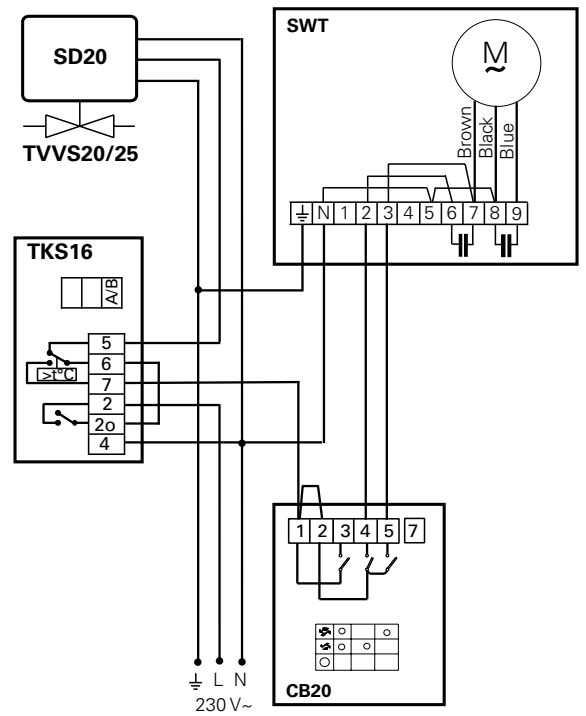 SD20
TVVS20/25
SWT
M
~
Brown
Black
Blue
N 1 2 3 4 5 6 7 8 9
TKS16
A/B
5
>t°C
6
7
2
2o
4
1 2 3 4 5 7
CB20
L N
230 V~